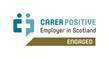 CARER POSITIVE
Employer in Scotland
ENGAGED